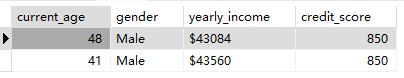 current_age gender yearly_income credit_score
48 Male $43084 850
41 Male $43560 850